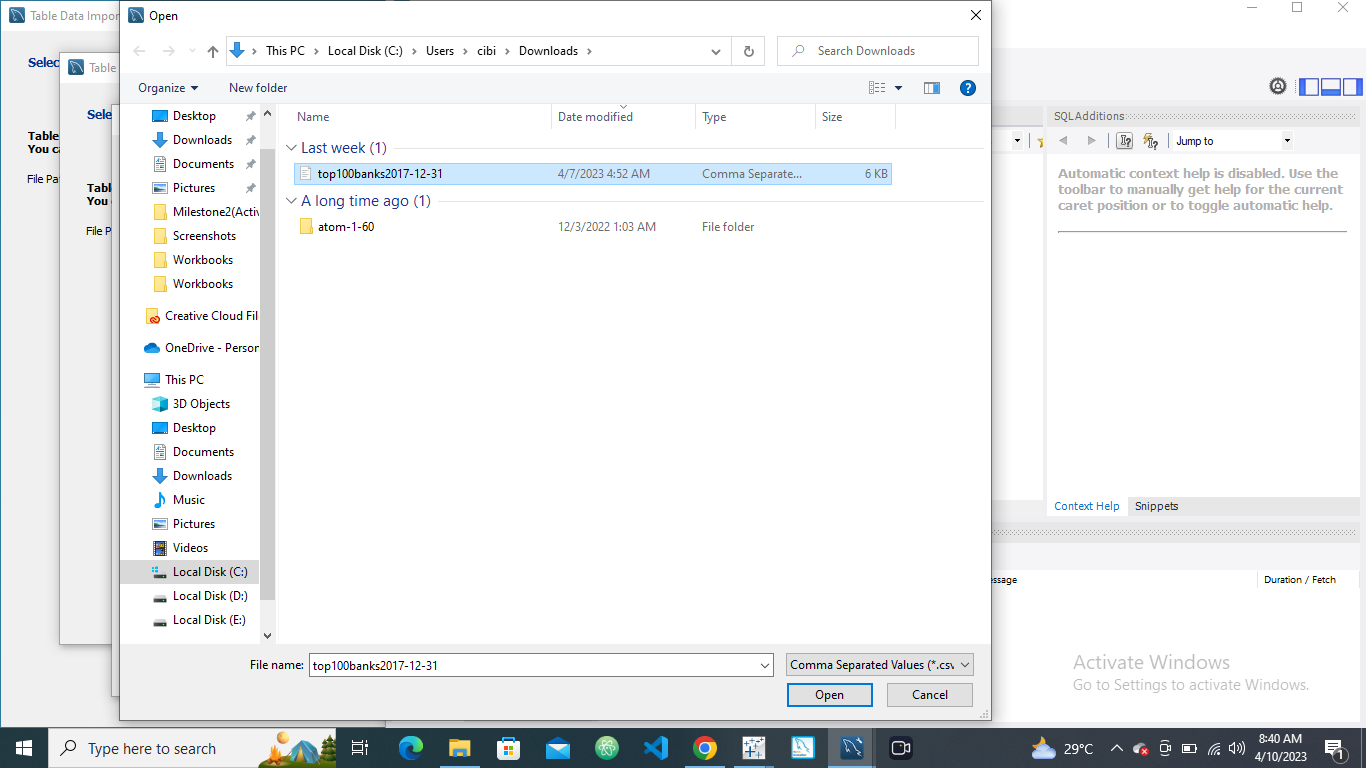 Table Data Impor
Open
Selec
Table
Sele
Table
You ca
File Pa
Tabl
You
File P
This PC > Local Disk (C:) > Users > cibi > Downloads >
Search Downloads
Organize
New folder
Desktop
Downloads
Documents
Pictures
Milestone2(Activ
Screenshots
Workbooks
Workbooks
Creative Cloud Fil
OneDrive - Person
This PC
3D Objects
Desktop
Documents
Downloads
Music
Pictures
Videos
Local Disk (C:)
Local Disk (D:)
Local Disk (E:)
Name Date modified Type Size
Last week (1)
top100banks2017-12-31 4/7/2023 4:52 AM Comma Separate... 6 KB
A long time ago (1)
atom-1-60 12/3/2022 1:03 AM File folder
File name: top100banks2017-12-31 Comma Separated Values (*.csv
Open Cancel
SQLAdditions
Jump to
Automatic context help is disabled. Use the
toolbar to manually get help for the current
caret position or to toggle automatic help.
Context Help Snippets
essage Duration / Fetch
Activate Windows
Go to Settings to activate Windows.
Type here to search
29°C
8:40 AM
4/10/2023
1